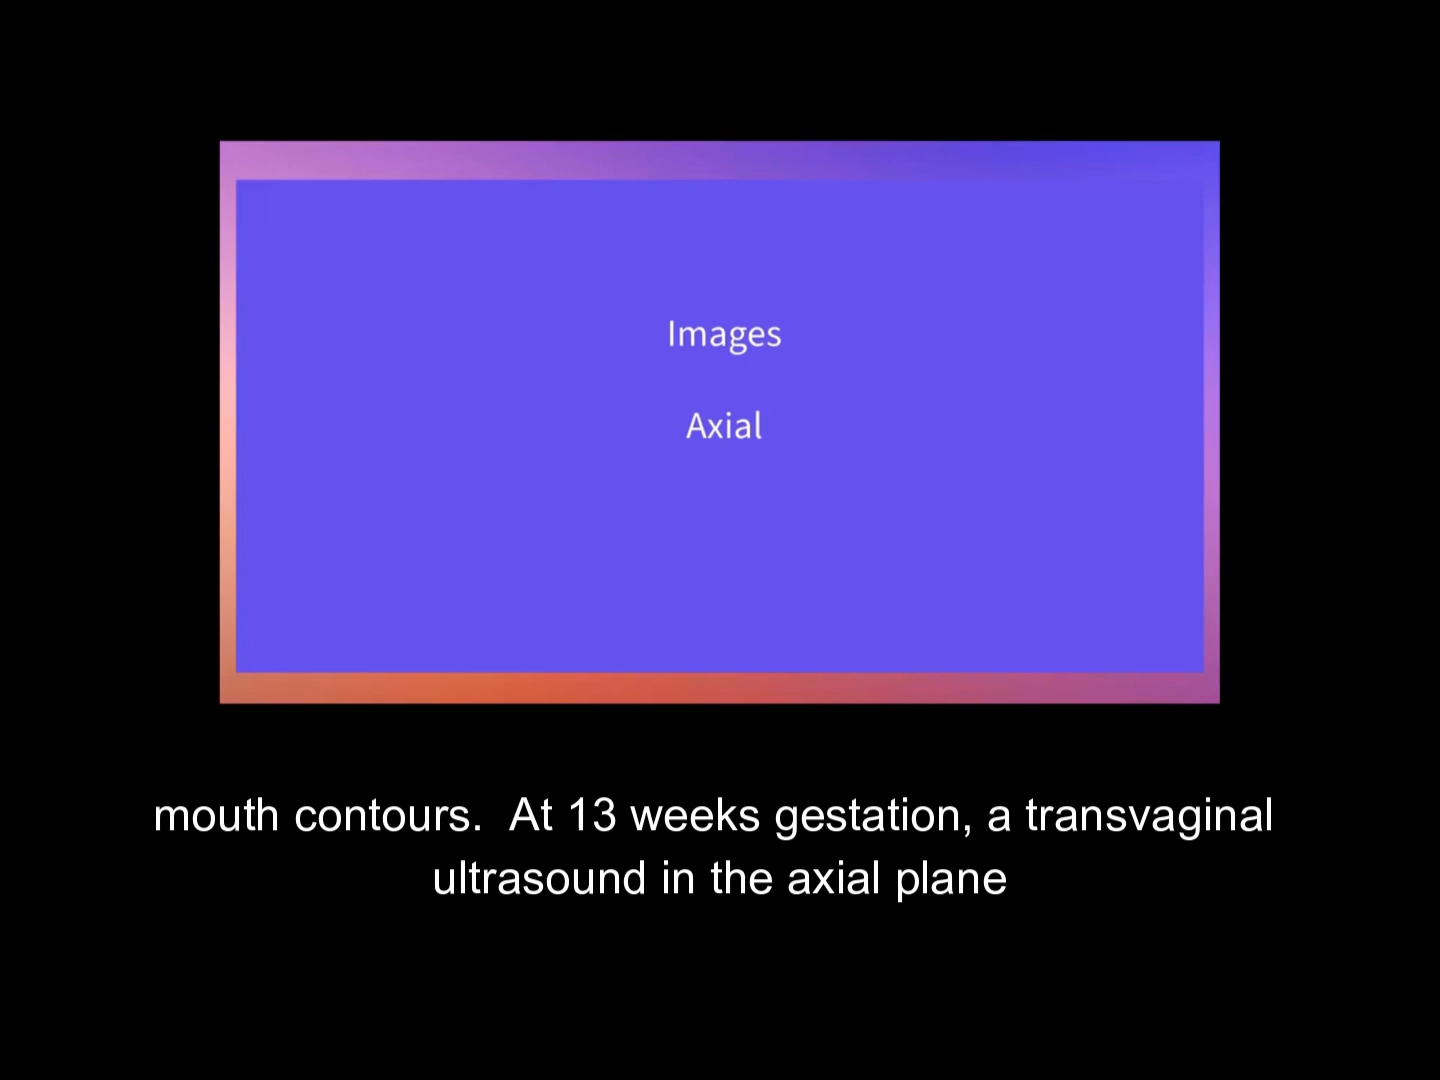 Images
Axial
mouth contours.  At 13 weeks gestation, a transvaginal
ultrasound in the axial plane